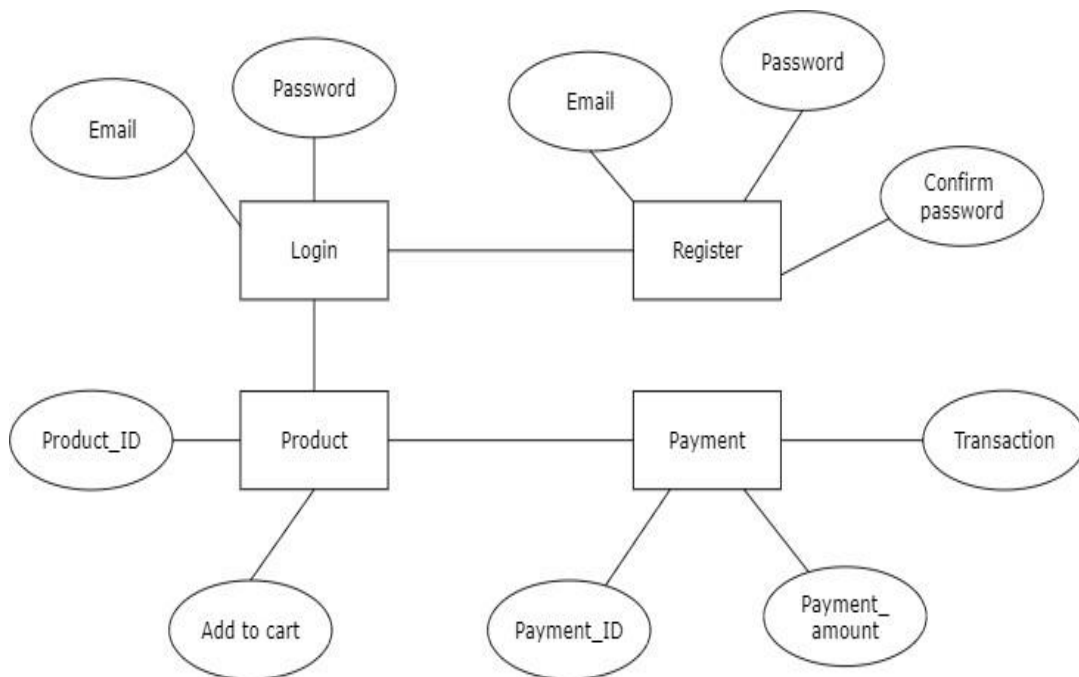 Password
Email
Email
Password
Confirm
password
Login
Register
Product_ID
Product
Payment
Transaction
Add to cart
Payment_ID
Payment_
amount